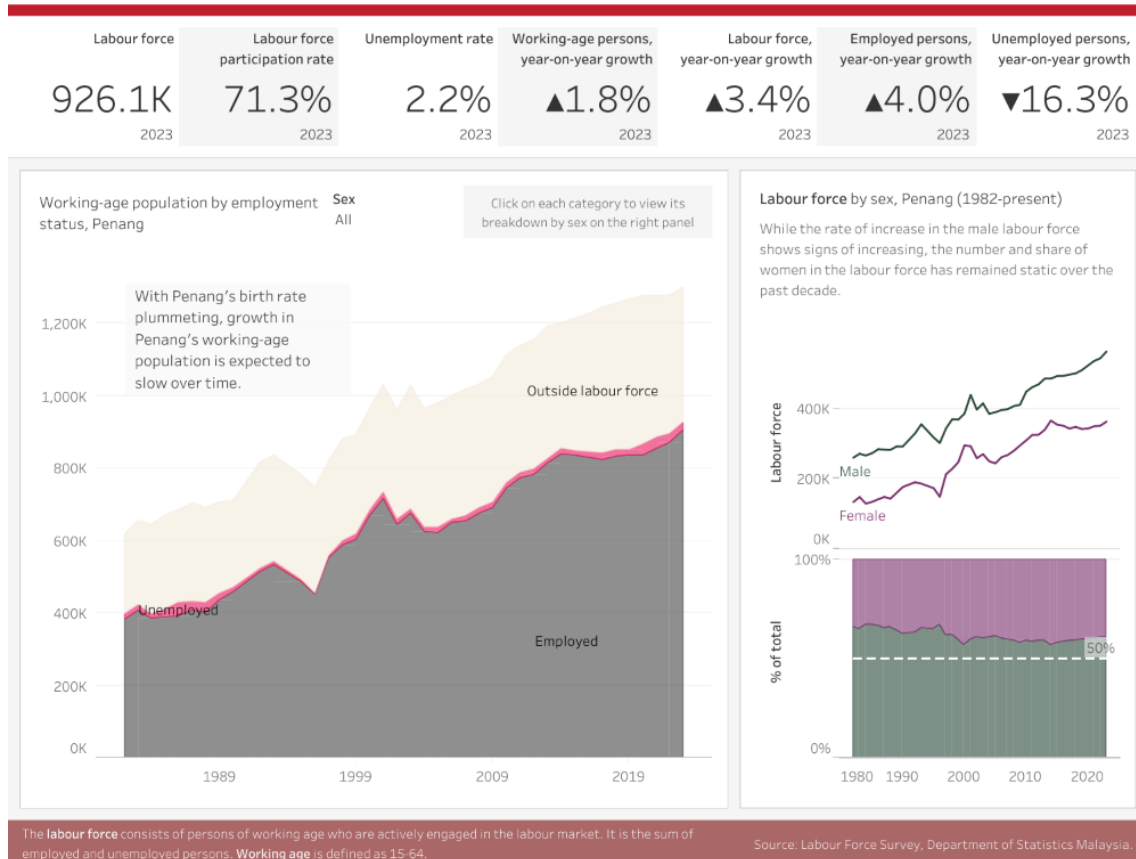 Labour force
926.1K
2023
Labour force
participation rate
71.3%
2023
Unemployment rate
2.2%
2023
Working-age persons,
year-on-year growth
▲1.8%
2023
Labour force,
year-on-year growth
▲3.4%
2023
Employed persons,
year-on-year growth
▲4.0%
2023
Unemployed persons,
year-on-year growth
▼16.3%
2023
Working-age population by employment
status, Penang
Sex
All
Click on each category to view its
breakdown by sex on the right panel
With Penang's birth rate
plummeting, growth in
Penang's working-age
population is expected to
slow over time.
1,200K
1,000K
800K
600K
400K
200K
0K
Outside labour force
Unemployed
Employed
1989
1999
2009
2019
Labour force by sex, Penang (1982-present)
While the rate of increase in the male labour force
shows signs of increasing, the number and share of
women in the labour force has remained static over the
past decade.
Labour force
400K
200K
0K
Male
Female
% of total
100%
0%
50%
1980
1990
2000
2010
2020
The labour force consists of persons of working age who are actively engaged in the labour market. It is the sum of
employed and unemployed persons. Working age is defined as 15-64.
Source: Labour Force Survey, Department of Statistics Malaysia.